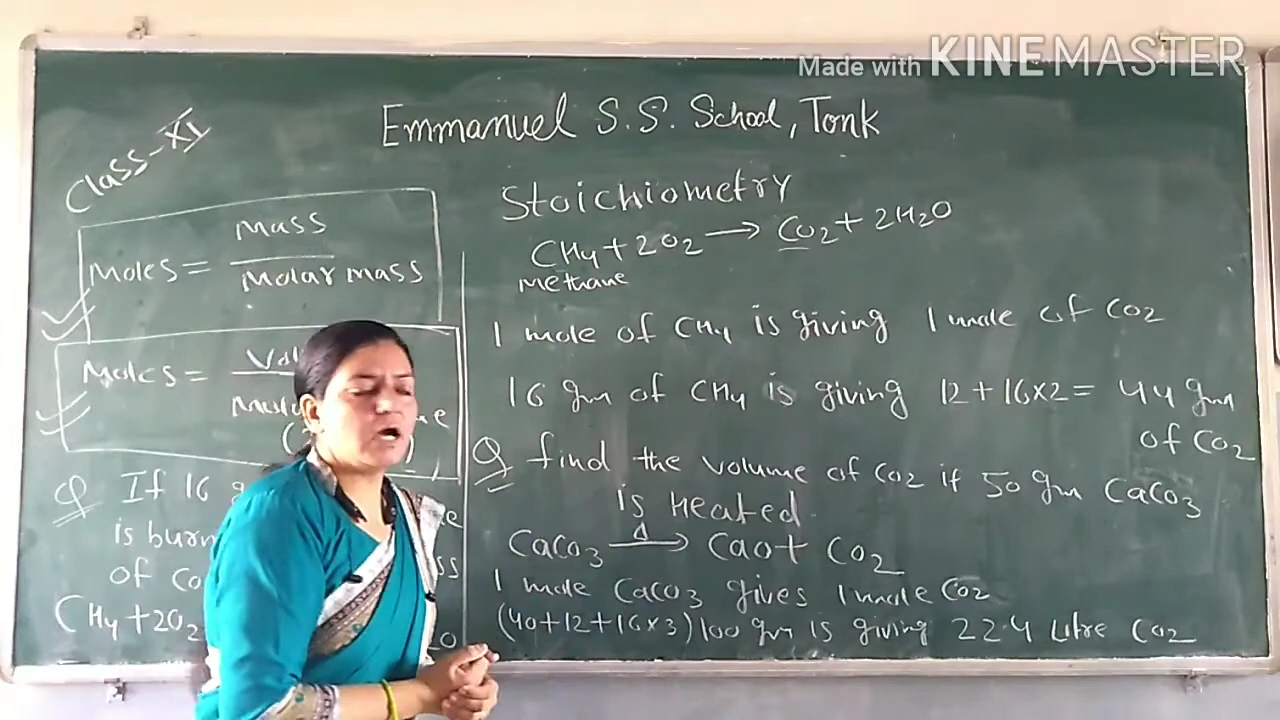 Made with KINEMASTER
Emmanuel S.S. School, Tonk
Class-XI
Mass
Moles =
Molar mass
Moles =
Q If 16
is burn
of Co
CH4 + 2O2
Stoichiometry
CH4 + 2O2 → CO2 + 2H2O
Methane
1 mole of CH4 is giving 1 mole of CO2
16 gm of CH4 is giving 12 + 16×2 = 44 gm
of CO2
Q find the volume of CO2 if 50 gm CaCO3
is Heated.
CaCO3 Δ→ CaO + CO2
1 mole CaCO3 gives 1 mole CO2
(40+12+16×3) 100 gm is giving 22.4 Litre CO2